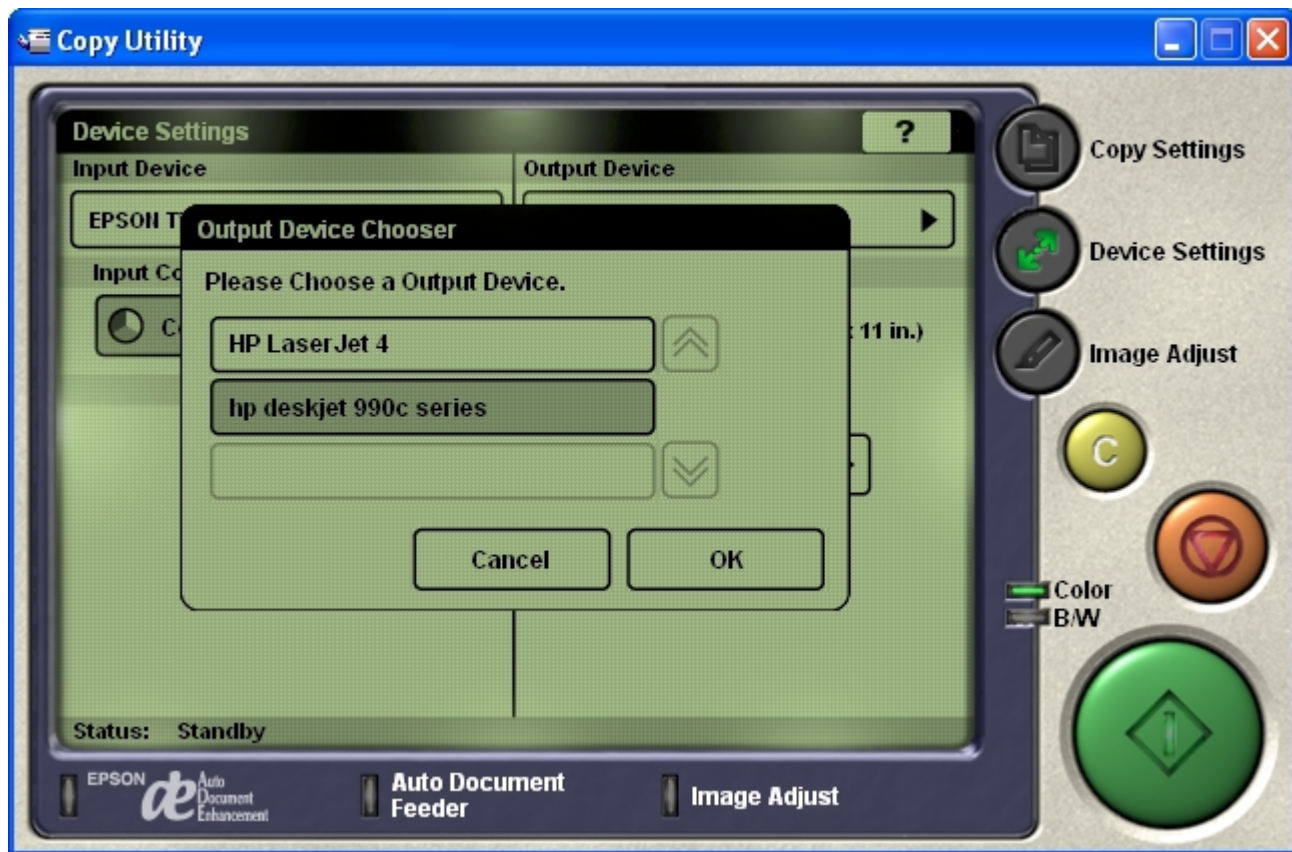 Copy Utility
Device Settings
?
Input Device
Output Device
EPSON
Output Device Chooser
Input
Please Choose a Output Device.
HP LaserJet 4
11 in.)
hp deskjet 990c series
Cancel
OK
Status: Standby
Copy Settings
Device Settings
Image Adjust
C
Color
B/W
EPSON
Auto
Document
Enhancement
Auto Document
Feeder
Image Adjust